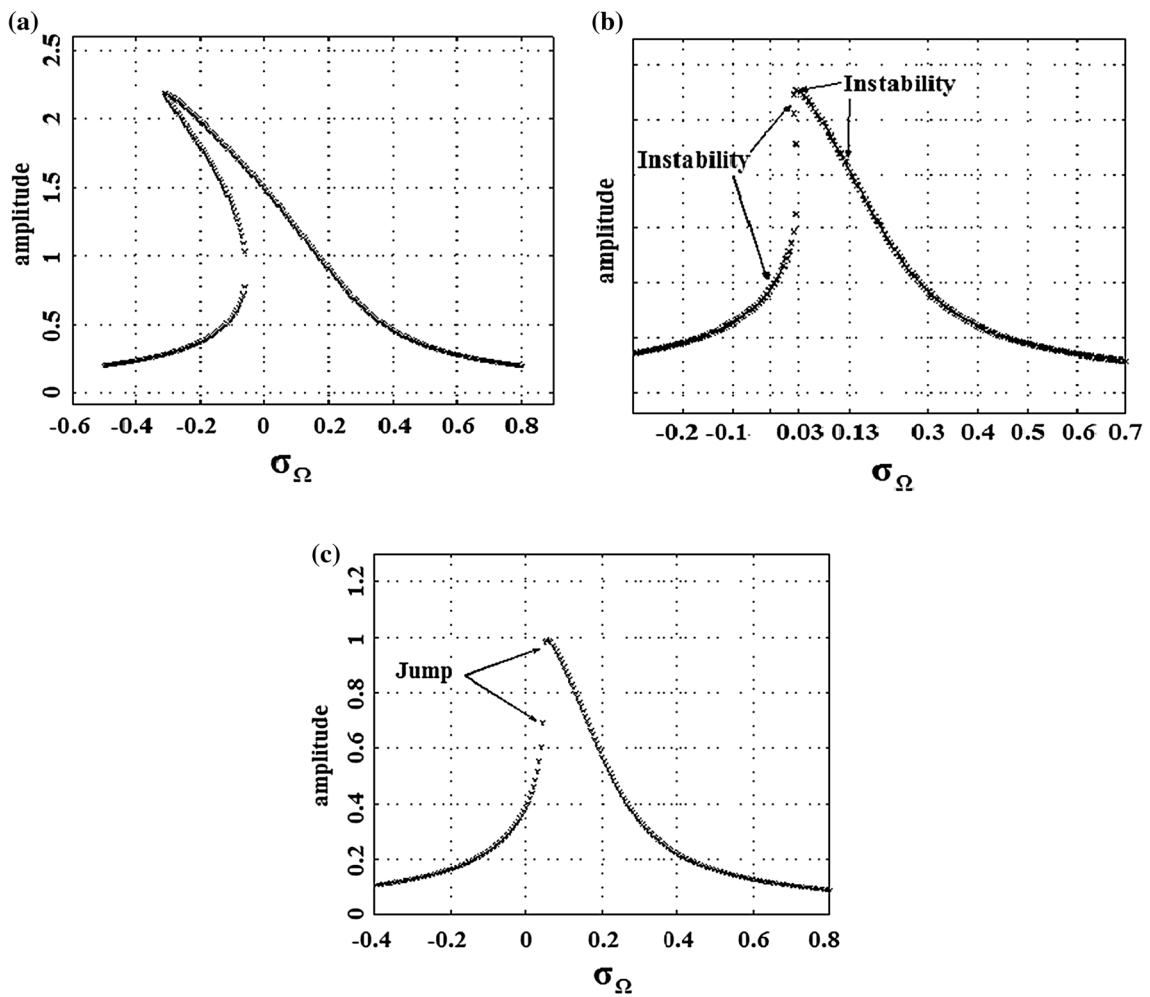 (a)
2.5
2
1.5
1
0.5
0
amplitude
-0.6 -0.4 -0.2 0 0.2 0.4 0.6 0.8
σΩ
(b)
Instability
Instability
amplitude
-0.2 -0.1 0.03 0.13 0.3 0.4 0.5 0.6 0.7
σΩ
(c)
1.2
1
0.8
0.6
0.4
0.2
0
Jump
amplitude
-0.4 -0.2 0 0.2 0.4 0.6 0.8
σΩ